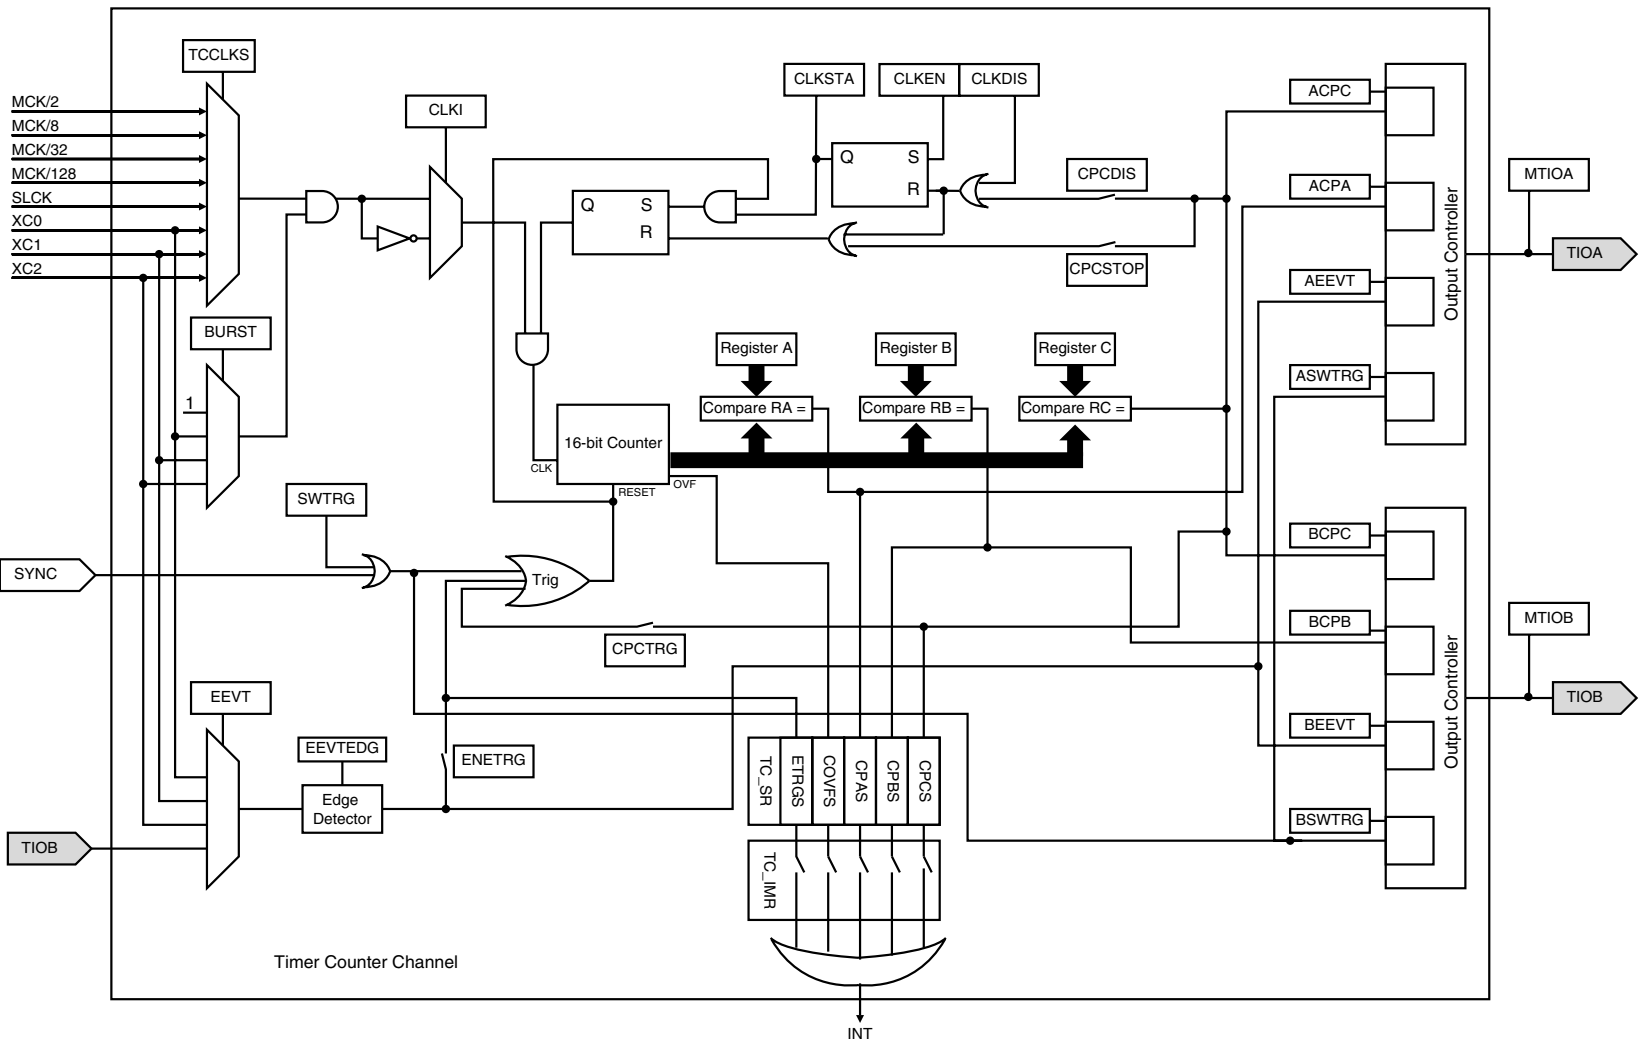 TCCLKS
MCK/2
MCK/8
MCK/32
MCK/128
SLCK
XC0
XC1
XC2
CLKI
CLKSTA
CLKEN
CLKDIS
Q
S
R
Q
S
R
CPCDIS
CPCSTOP
ACPC
ACPA
AEEVT
ASWTRG
Output Controller
MTIOA
TIOA
BURST
1
Register A
Register B
Register C
Compare RA =
Compare RB =
Compare RC =
16-bit Counter
CLK
RESET
OVF
SWTRG
SYNC
Trig
CPCTRG
BCPC
BCPB
BEEVT
BSWTRG
Output Controller
MTIOB
TIOB
EEVT
EEVTEDG
Edge
Detector
ENETRG
TIOB
TC_SR
ETRGS
COVFS
CPAS
CPBS
CPCS
TC_IMR
Timer Counter Channel
INT